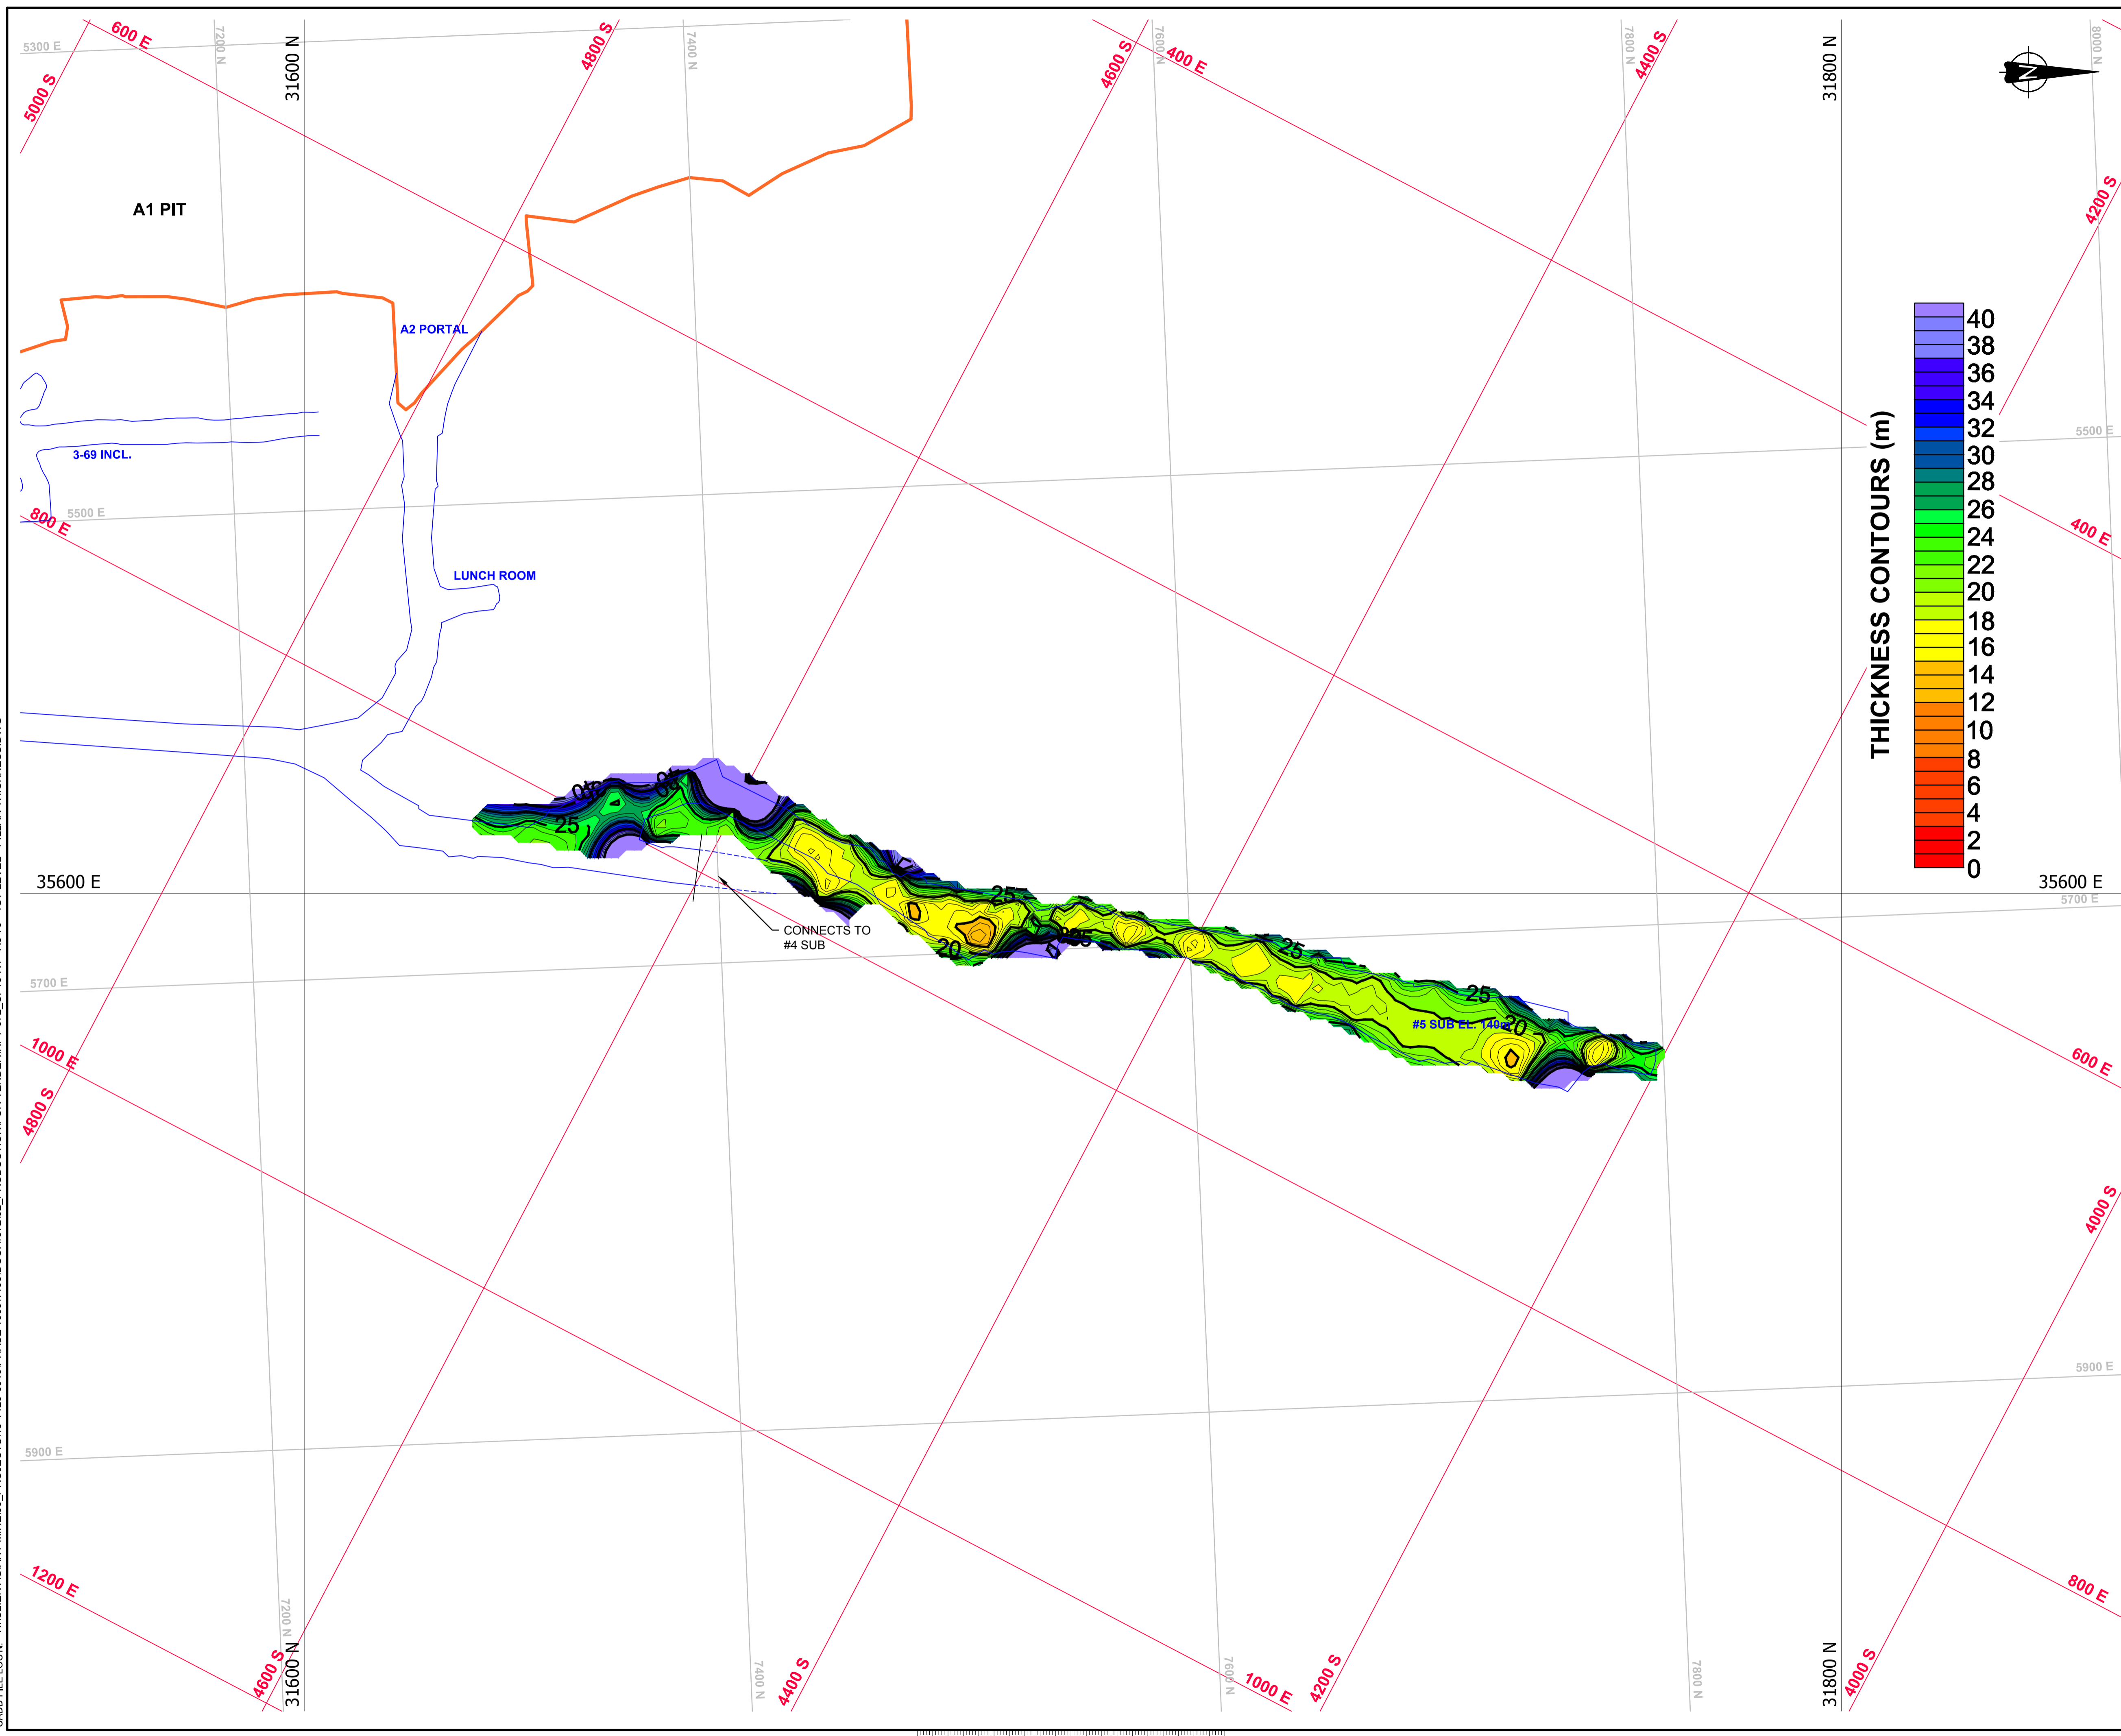 5300 E
600 E
7200 N
31600 N
4800 S
7400 N
4600 S
7600 N
400 E
7800 N
4400 S
31800 N
N
8000 N
5000 S
A1 PIT
4200 S
A2 PORTAL
3-69 INCL.
5500 E
800 E
5500 E
400 E
LUNCH ROOM
THICKNESS CONTOURS (m)
40
38
36
34
32
30
28
26
24
22
20
18
16
14
12
10
8
6
4
2
0
25
35600 E
25
35600 E
5700 E
CONNECTS TO
#4 SUB
20
25
25
#5 SUB EL. 140m
20
5700 E
1000 E
4800 S
600 E
4000 S
5900 E
5900 E
1200 E
800 E
7200 N
4600 S
31600 N
7400 N
4400 S
7600 N
1000 E
4200 S
7800 N
31800 N
4000 S